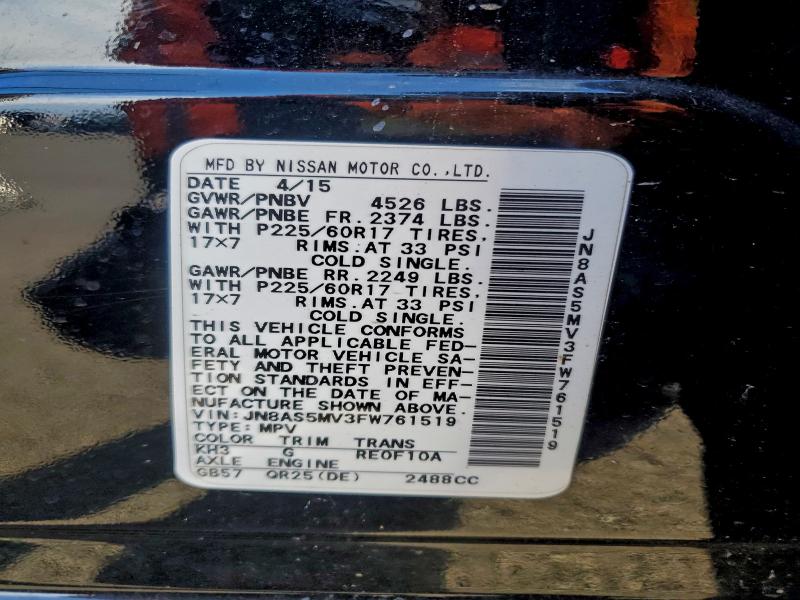 MFD BY NISSAN MOTOR CO.,LTD.
DATE 4/15
GVWR/PNBV 4526 LBS.
GAWR/PNBE FR. 2374 LBS.
WITH P225/60R17 TIRES,
17×7 RIMS.AT 33 PSI
COLD SINGLE.
GAWR/PNBE RR. 2249 LBS.
WITH P225/60R17 TIRES,
17×7 RIMS.AT 33 PSI
COLD SINGLE.
THIS VEHICLE CONFORMS
TO ALL APPLICABLE FED-
ERAL MOTOR VEHICLE SA-
FETY AND THEFT PREVEN-
TION STANDARDS IN EFF-
ECT ON THE DATE OF MA-
NUFACTURE SHOWN ABOVE.
VIN:JN8AS5MV3FW761519
TYPE:MPV
COLOR TRIM TRANS
KH3 G RE0F10A
AXLE ENGINE
GB57 QR25(DE) 2488CC
JN8AS5MV3FW761519